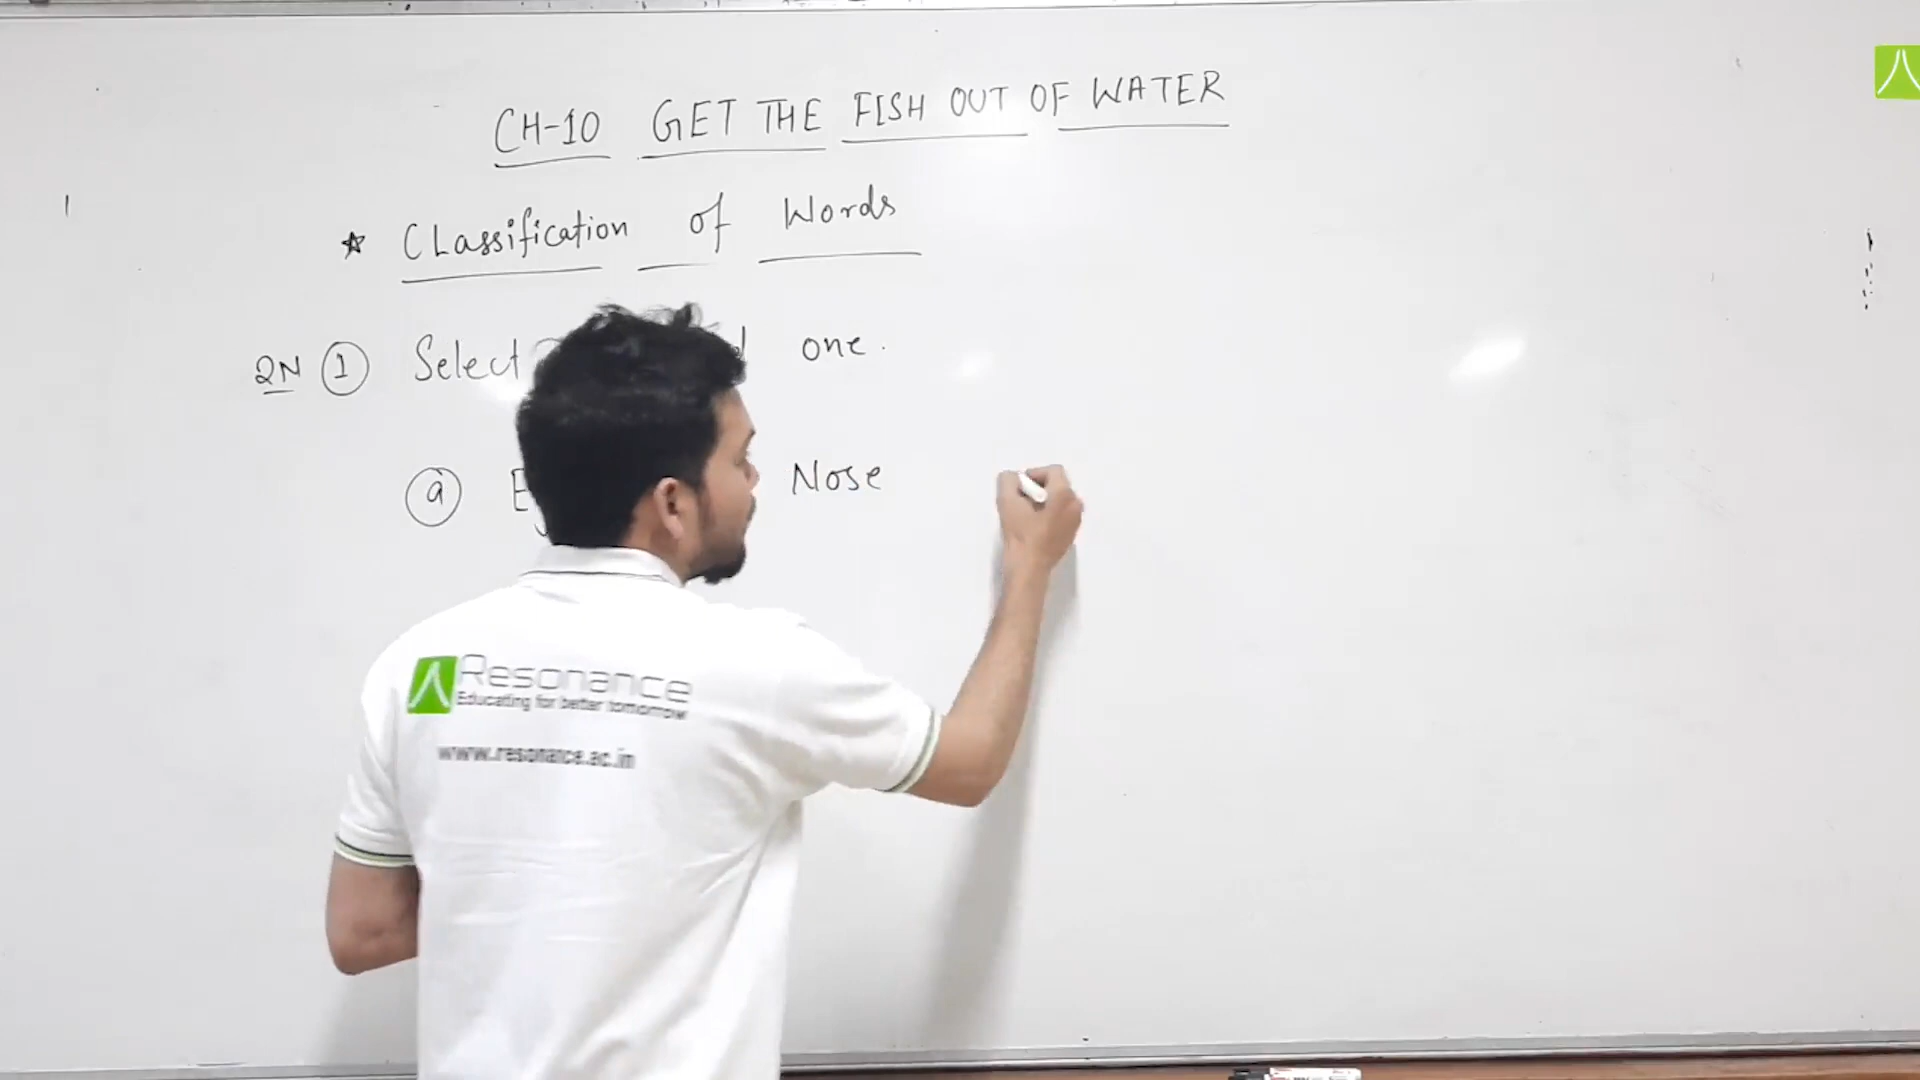 CH-10 GET THE FISH OUT OF WATER
★ CLassification of Words
QN ① Select one.
ⓐ Nose
Resonance
Educating for better tomorrow
www.resonance.ac.in